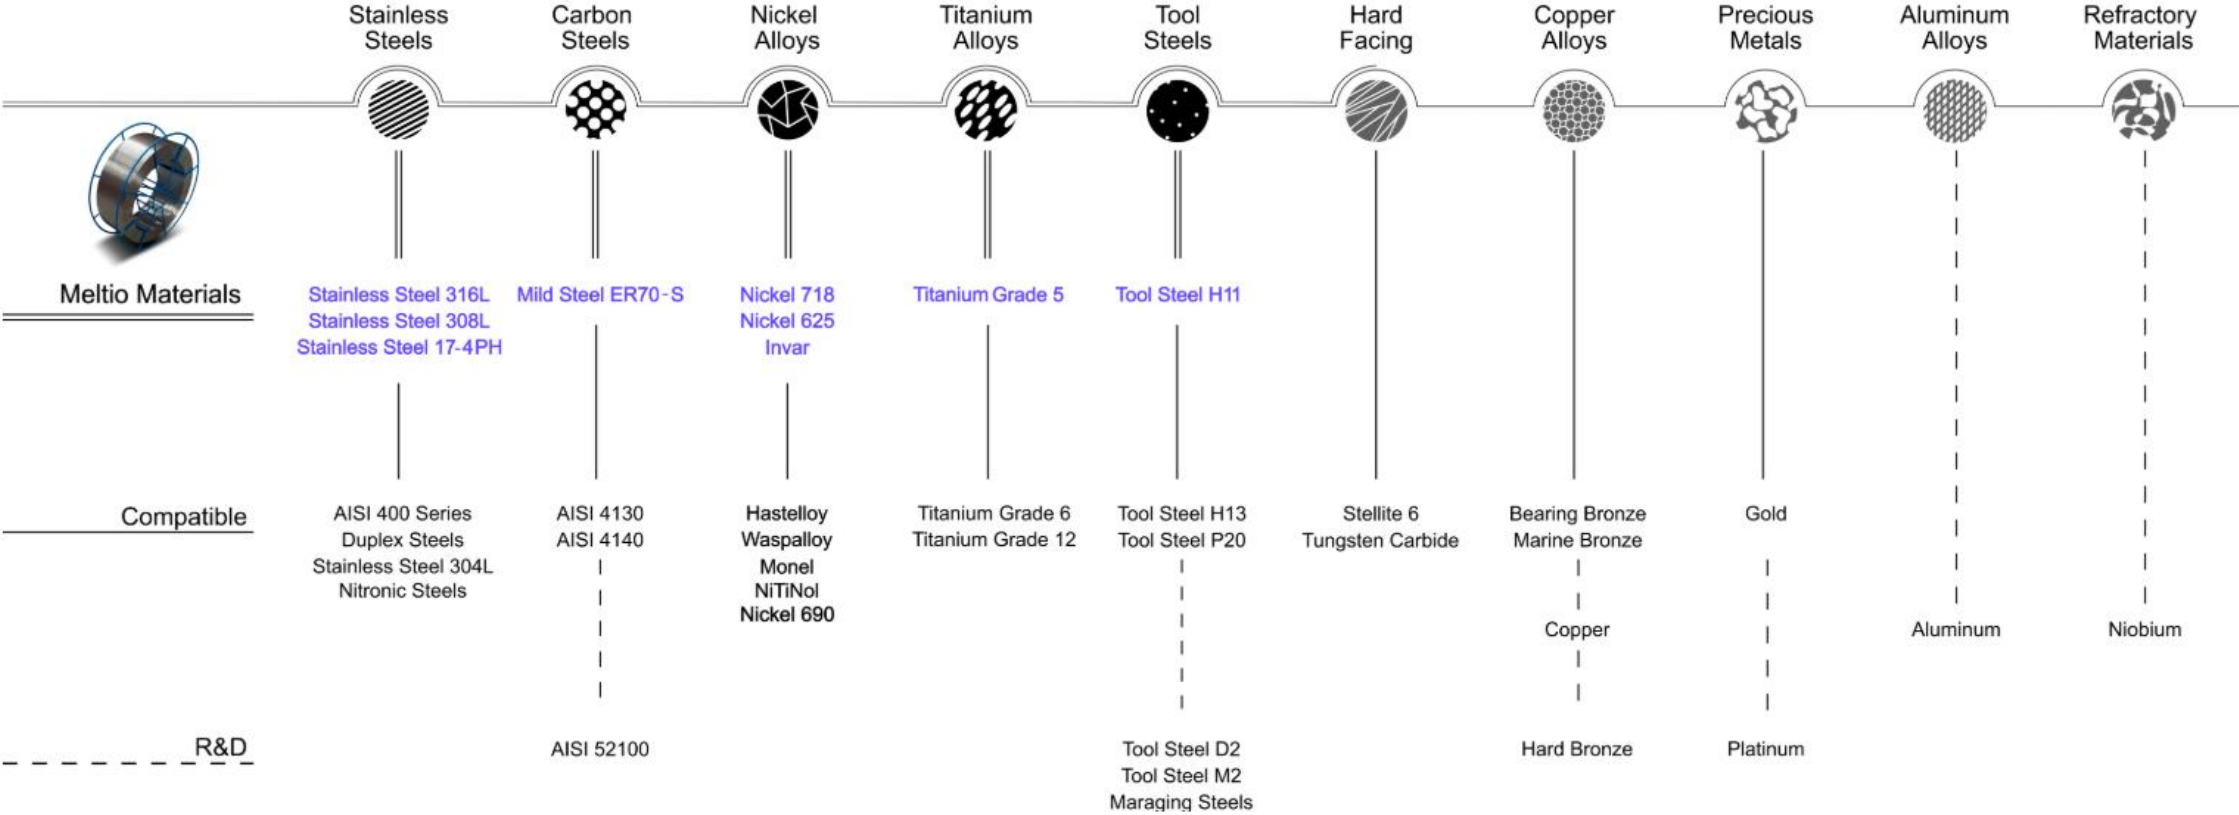 Stainless
Steels
Carbon
Steels
Nickel
Alloys
Titanium
Alloys
Tool
Steels
Hard
Facing
Copper
Alloys
Precious
Metals
Aluminum
Alloys
Refractory
Materials
Meltio Materials
Stainless Steel 316L
Stainless Steel 308L
Stainless Steel 17-4PH
Mild Steel ER70-S
Nickel 718
Nickel 625
Invar
Titanium Grade 5
Tool Steel H11
Compatible
AISI 400 Series
Duplex Steels
Stainless Steel 304L
Nitronic Steels
AISI 4130
AISI 4140
Hastelloy
Waspalloy
Monel
NiTiNol
Nickel 690
Titanium Grade 6
Titanium Grade 12
Tool Steel H13
Tool Steel P20
Stellite 6
Tungsten Carbide
Bearing Bronze
Marine Bronze
Gold
Copper
Aluminum
Niobium
R&D
AISI 52100
Tool Steel D2
Tool Steel M2
Maraging Steels
Hard Bronze
Platinum